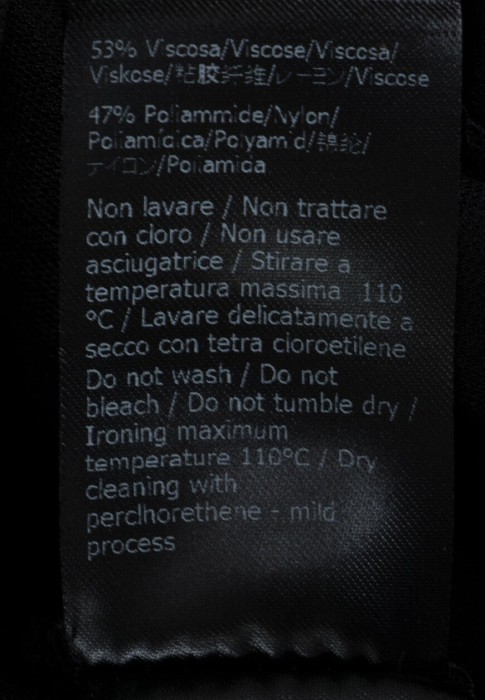 53% Viscosa/Viscose/Viscosa/
Viskose/粘胶纤维/レーヨン/Viscose
47% Poliammide/Nylon/
Poliamidica/Polyamid/锦纶/
ナイロン/Poliamida
Non lavare / Non trattare
con cloro / Non usare
asciugatrice / Stirare a
temperatura massima 110
°C / Lavare delicatamente a
secco con tetra cloroetilene
Do not wash / Do not
bleach / Do not tumble dry /
Ironing maximum
temperature 110°C / Dry
cleaning with
perclhorethene - mild
process